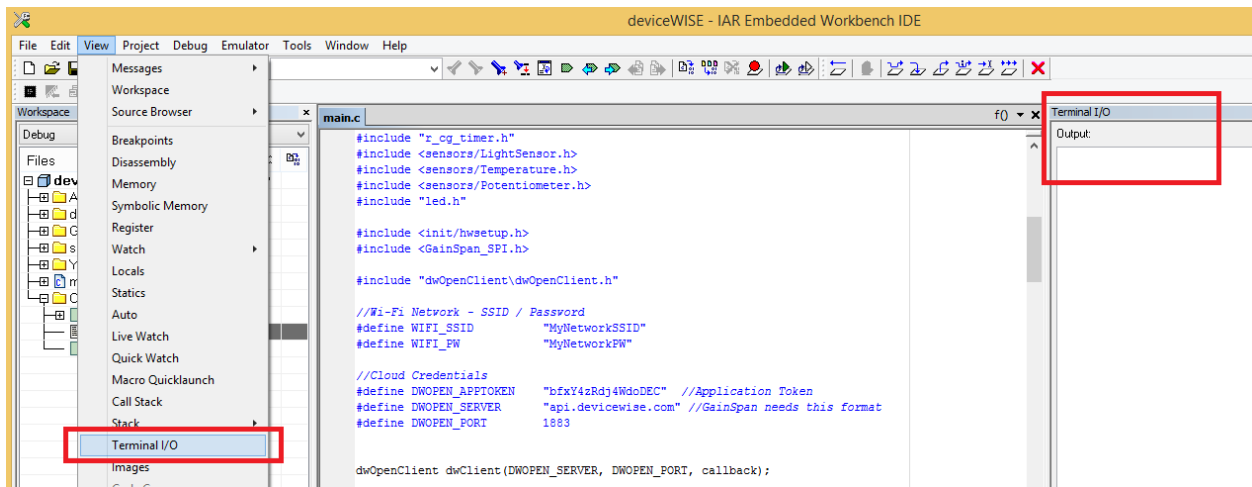 deviceWISE - IAR Embedded Workbench IDE
File Edit View Project Debug Emulator Tools Window Help
Messages
Workspace
Source Browser
Breakpoints
Disassembly
Memory
Symbolic Memory
Register
Watch
Locals
Statics
Auto
Live Watch
Quick Watch
Macro Quicklaunch
Call Stack
Stack
Terminal I/O
Images
Workspace
Debug
Files
dev
A
d
G
s
Y
m
C
main.c
f()
#include "r_cg_timer.h"
#include <sensors/LightSensor.h>
#include <sensors/Temperature.h>
#include <sensors/Potentiometer.h>
#include "led.h"
#include <init/hwsetup.h>
#include <GainSpan_SPI.h>
#include "dwOpenClient\dwOpenClient.h"
//Wi-Fi Network - SSID / Password
#define WIFI_SSID "MyNetworkSSID"
#define WIFI_PW "MyNetworkPW"
//Cloud Credentials
#define DWOPEN_APPTOKEN "bfxY4zRdj4WdoDEC" //Application Token
#define DWOPEN_SERVER "api.devicewise.com" //GainSpan needs this format
#define DWOPEN_PORT 1883
dwOpenClient dwClient(DWOPEN_SERVER, DWOPEN_PORT, callback);
Terminal I/O
Output: